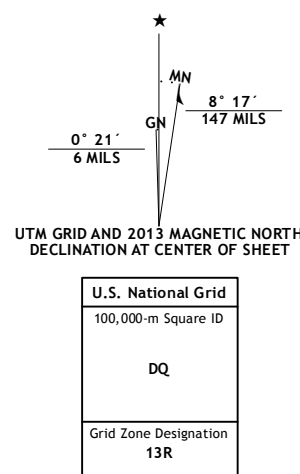 ★
MN
GN
8° 17´
147 MILS
0° 21´
6 MILS
UTM GRID AND 2013 MAGNETIC NORTH
DECLINATION AT CENTER OF SHEET
U.S. National Grid
100,000-m Square ID
DQ
Grid Zone Designation
13R